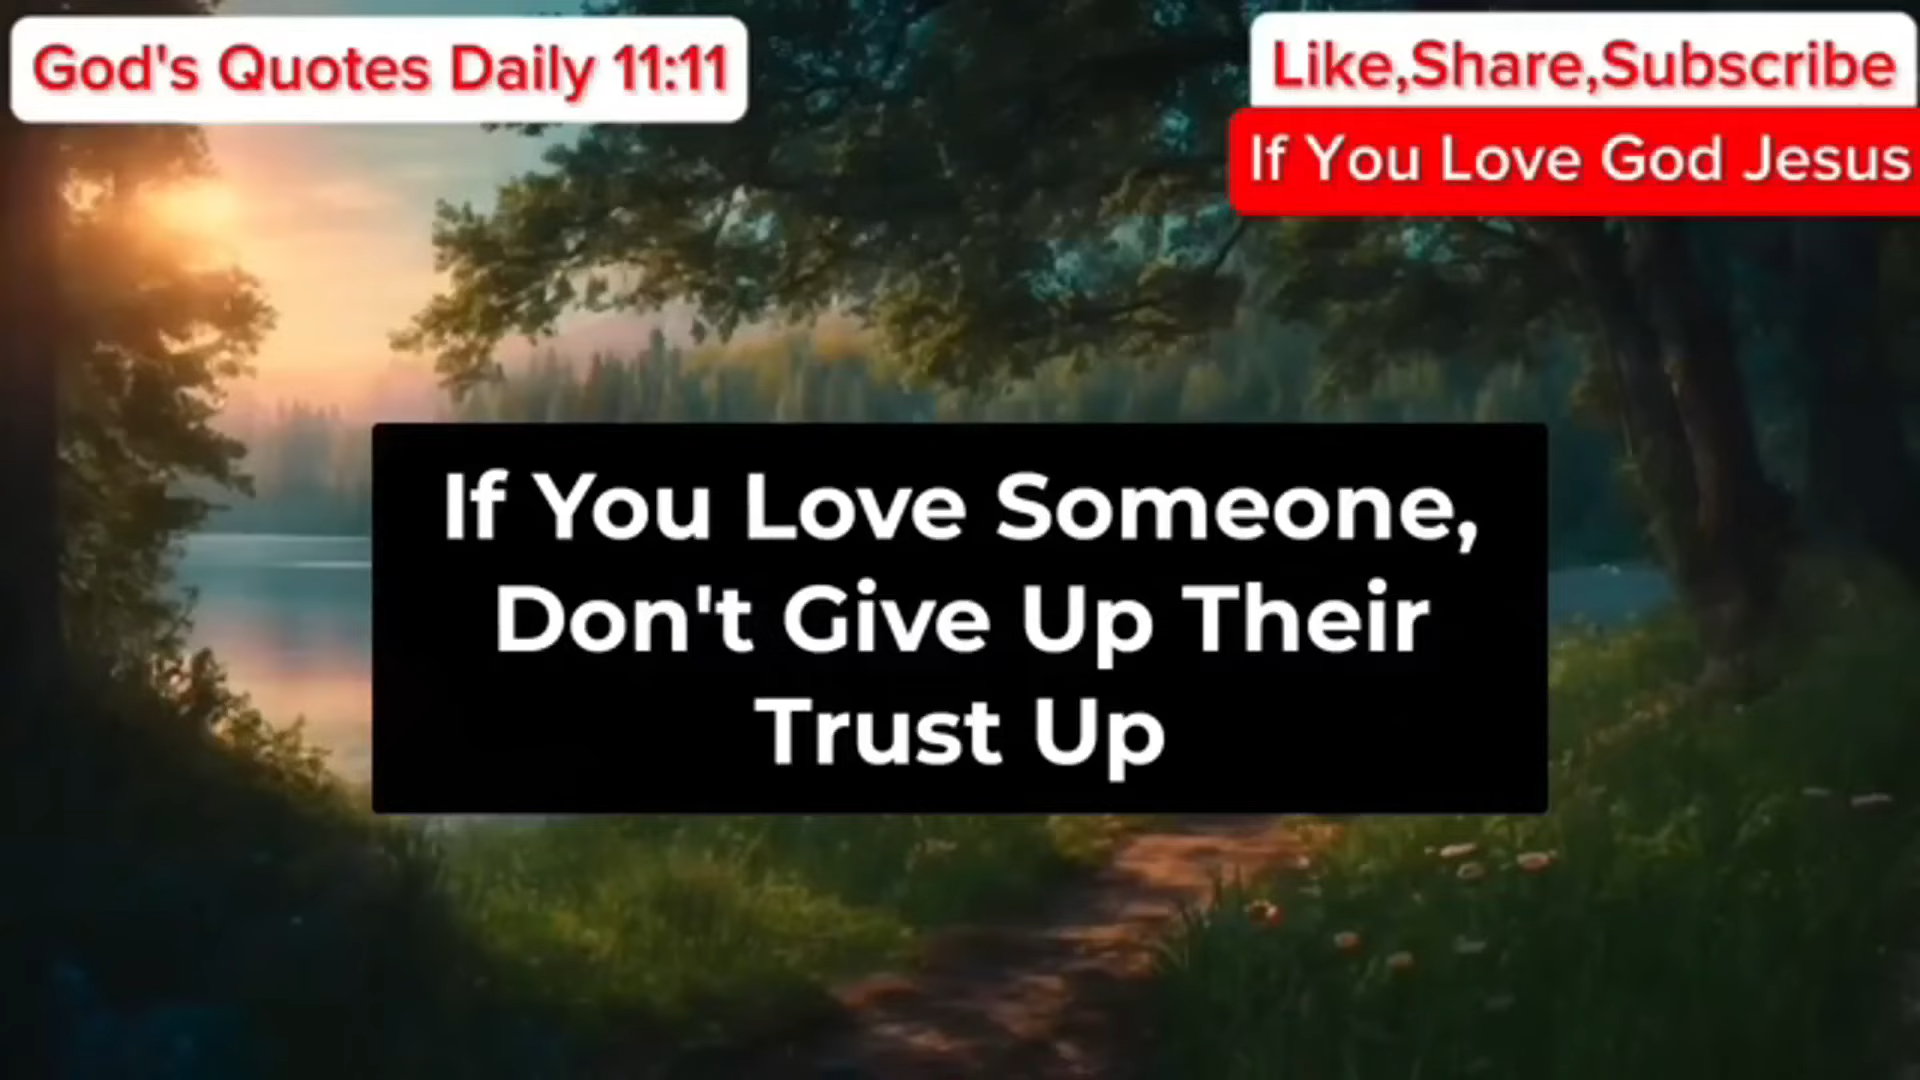 God's Quotes Daily 11:11
Like,Share,Subscribe
If You Love God Jesus
If You Love Someone,
Don't Give Up Their
Trust Up